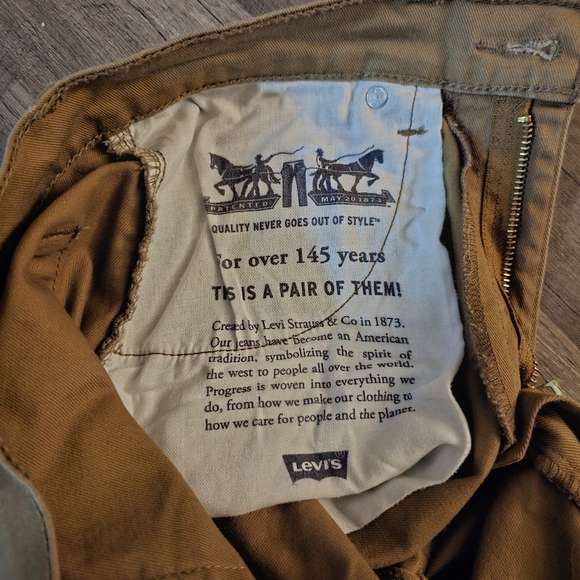 PATENTED MAY 20 1873
QUALITY NEVER GOES OUT OF STYLE™
For over 145 years
TIS IS A PAIR OF THEM!
Creaed by Levi Strauss & Co in 1873.
Our jeans have become an American
tradition, symbolizing the spirit of
the west to people all over the world.
Progress is woven into everything we
do, from how we make our clothing to
how we care for people and the planet.
LEVI'S